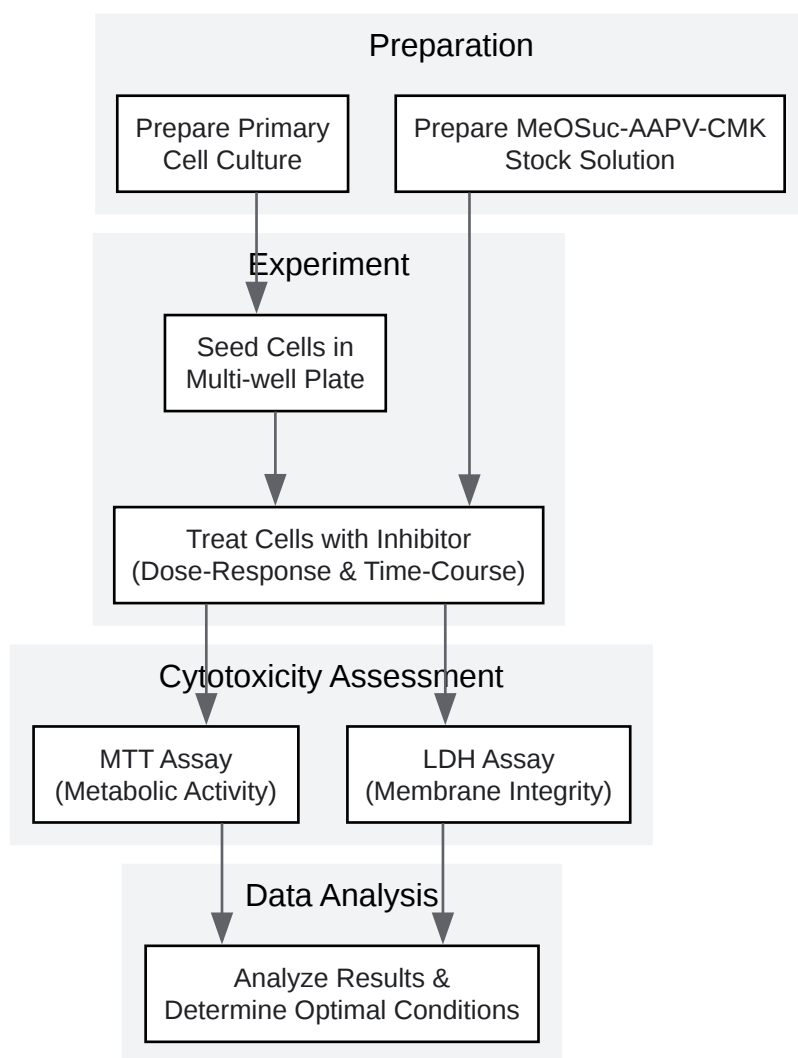 Preparation
Prepare Primary
Cell Culture
Prepare MeOSuc-AAPV-CMK
Stock Solution
Experiment
Seed Cells in
Multi-well Plate
Treat Cells with Inhibitor
(Dose-Response & Time-Course)
Cytotoxicity Assessment
MTT Assay
(Metabolic Activity)
LDH Assay
(Membrane Integrity)
Data Analysis
Analyze Results &
Determine Optimal Conditions